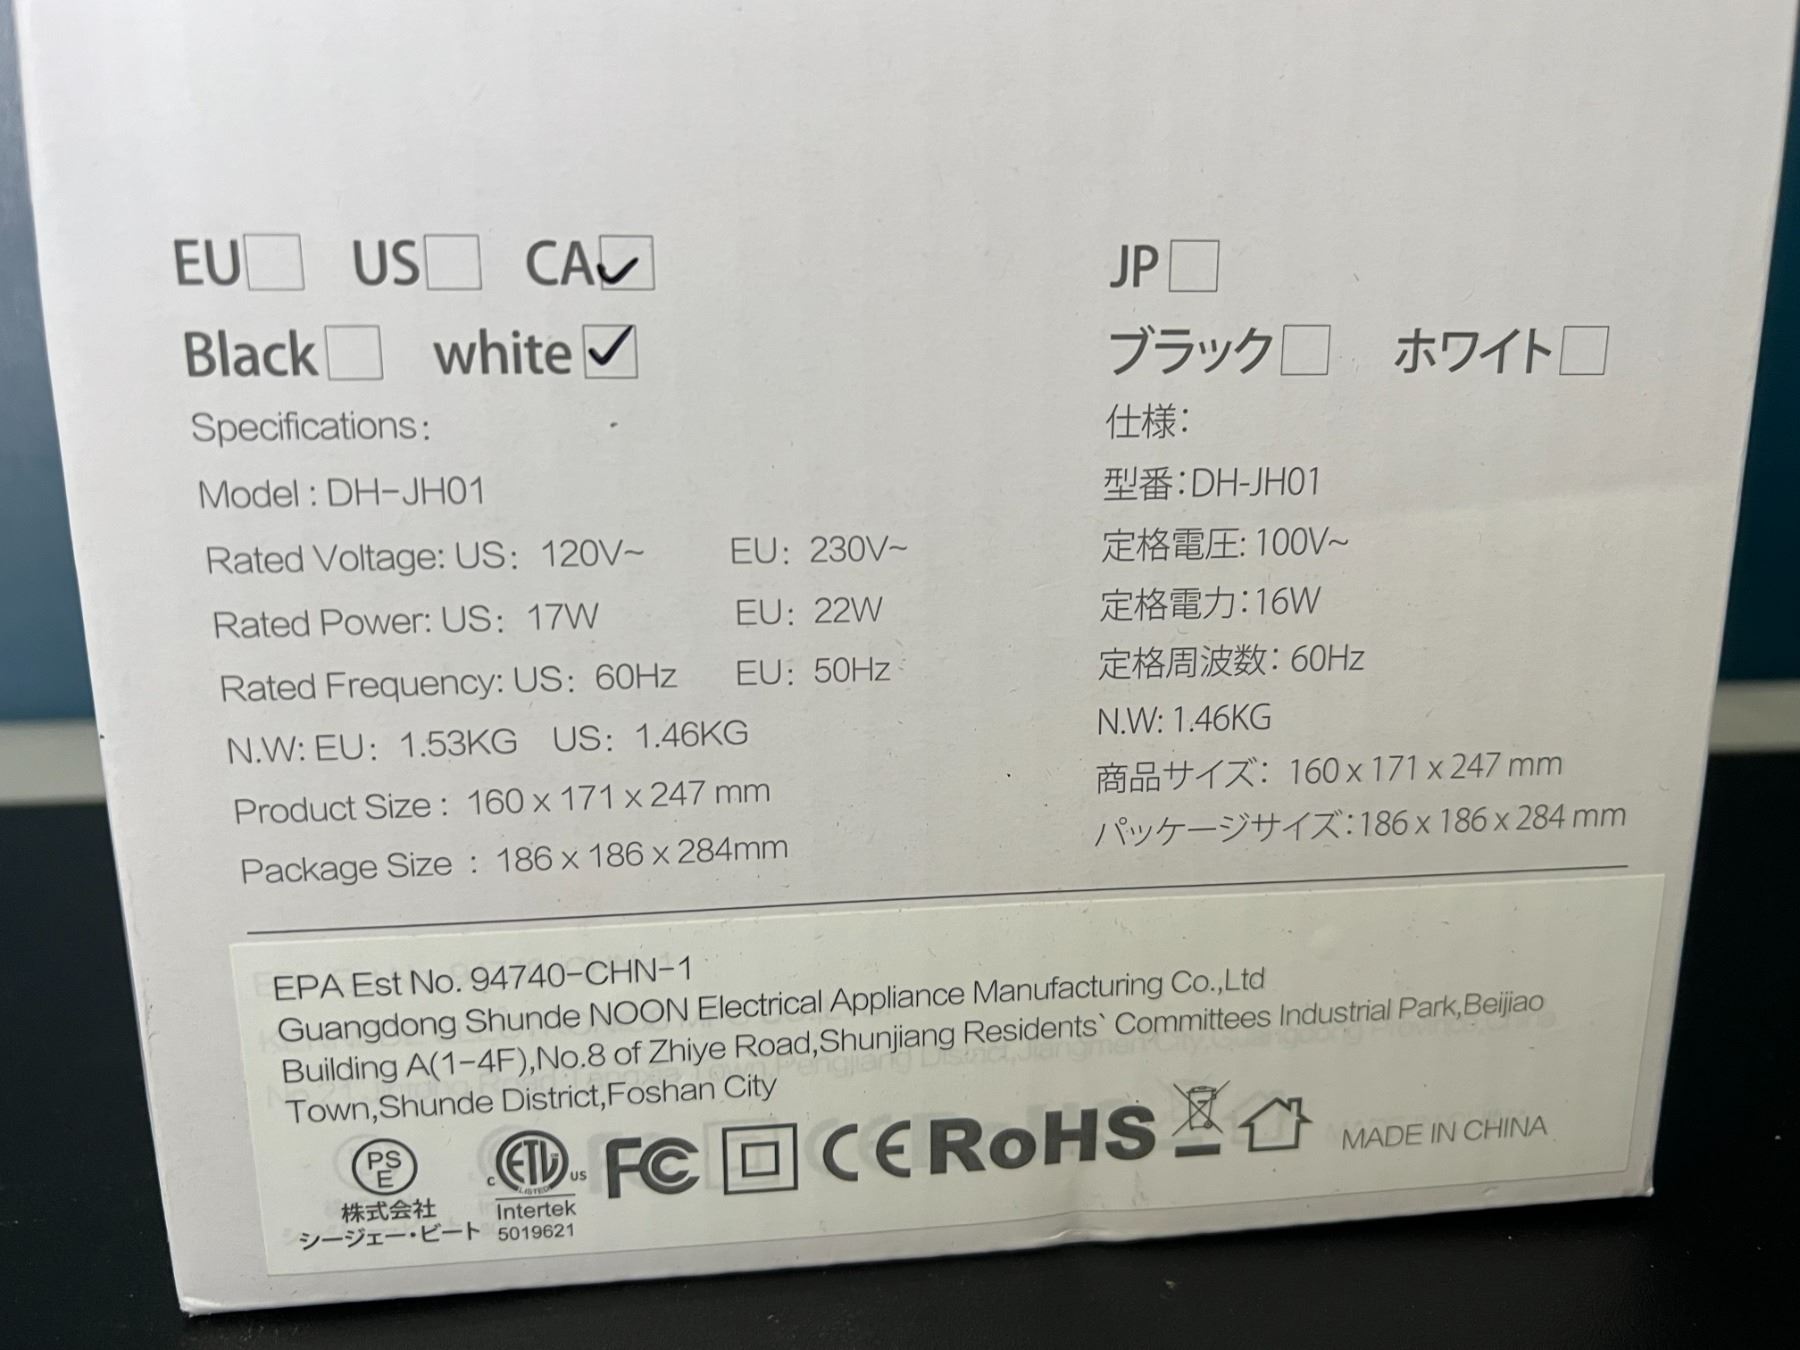 EU US CA
JP
Black white
ブラック ホワイト
Specifications:
Model : DH-JH01
Rated Voltage: US: 120V~ EU: 230V~
Rated Power: US: 17W EU: 22W
Rated Frequency: US: 60Hz EU: 50Hz
N.W: EU: 1.53KG US: 1.46KG
Product Size : 160 x 171 x 247 mm
Package Size : 186 x 186 x 284mm
仕様:
型番:DH-JH01
定格電圧: 100V~
定格電力:16W
定格周波数: 60Hz
N.W: 1.46KG
商品サイズ: 160 x 171 x 247 mm
パッケージサイズ:186 x 186 x 284 mm
EPA Est No. 94740-CHN-1
Guangdong Shunde NOON Electrical Appliance Manufacturing Co.,Ltd
Building A(1-4F),No.8 of Zhiye Road,Shunjiang Residents` Committees Industrial Park,Beijiao
Town,Shunde District,Foshan City
PS
E
株式会社
シージェー・ビート
c ETL US
LISTED
Intertek
5019621
FC
CE
RoHS
MADE IN CHINA